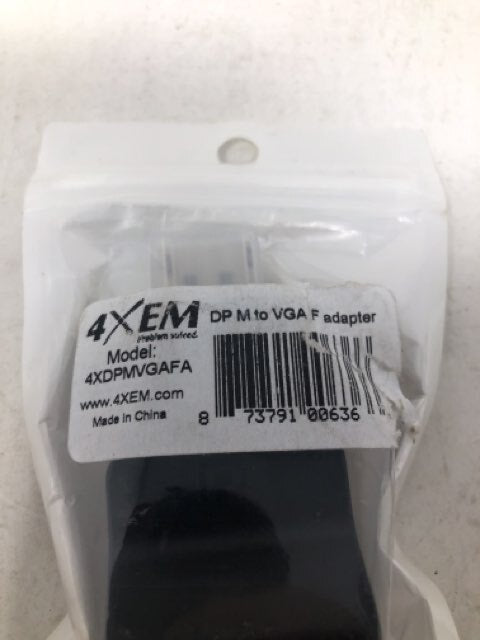 4XEM
Problem solved.
DP M to VGA F adapter
Model:
4XDPMVGAFA
www.4XEM.com
Made in China
8 73791 00636